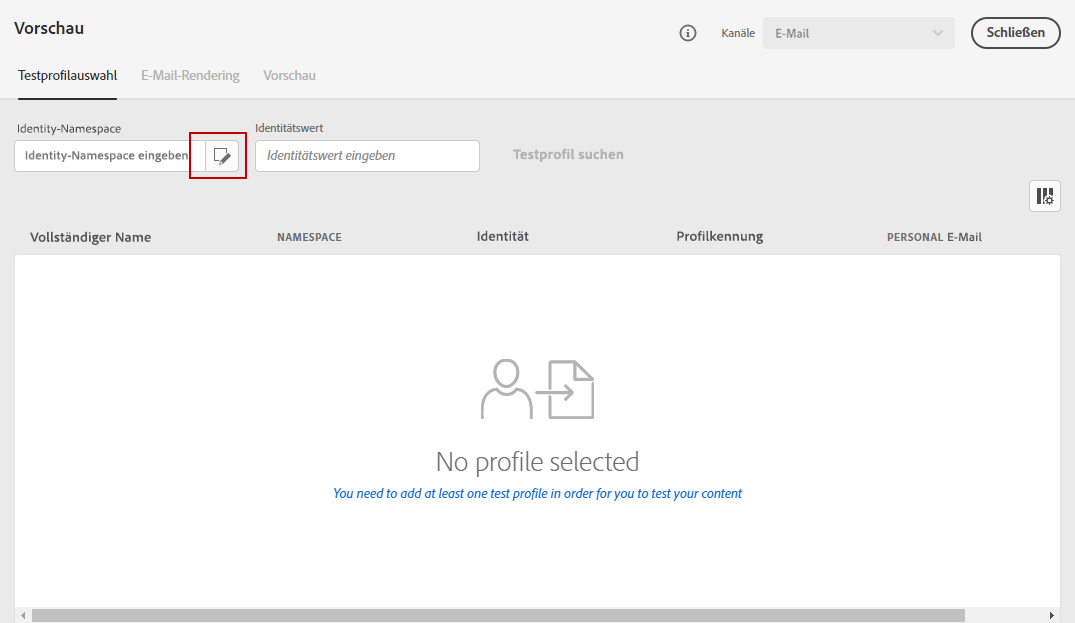 Vorschau
Kanäle
E-Mail
Schließen
Testprofilauswahl
E-Mail-Rendering
Vorschau
Identity-Namespace
Identitätswert
Identity-Namespace eingeben
Identitätswert eingeben
Testprofil suchen
Vollständiger Name
NAMESPACE
Identität
Profilkennung
PERSONAL E-Mail
No profile selected
You need to add at least one test profile in order for you to test your content